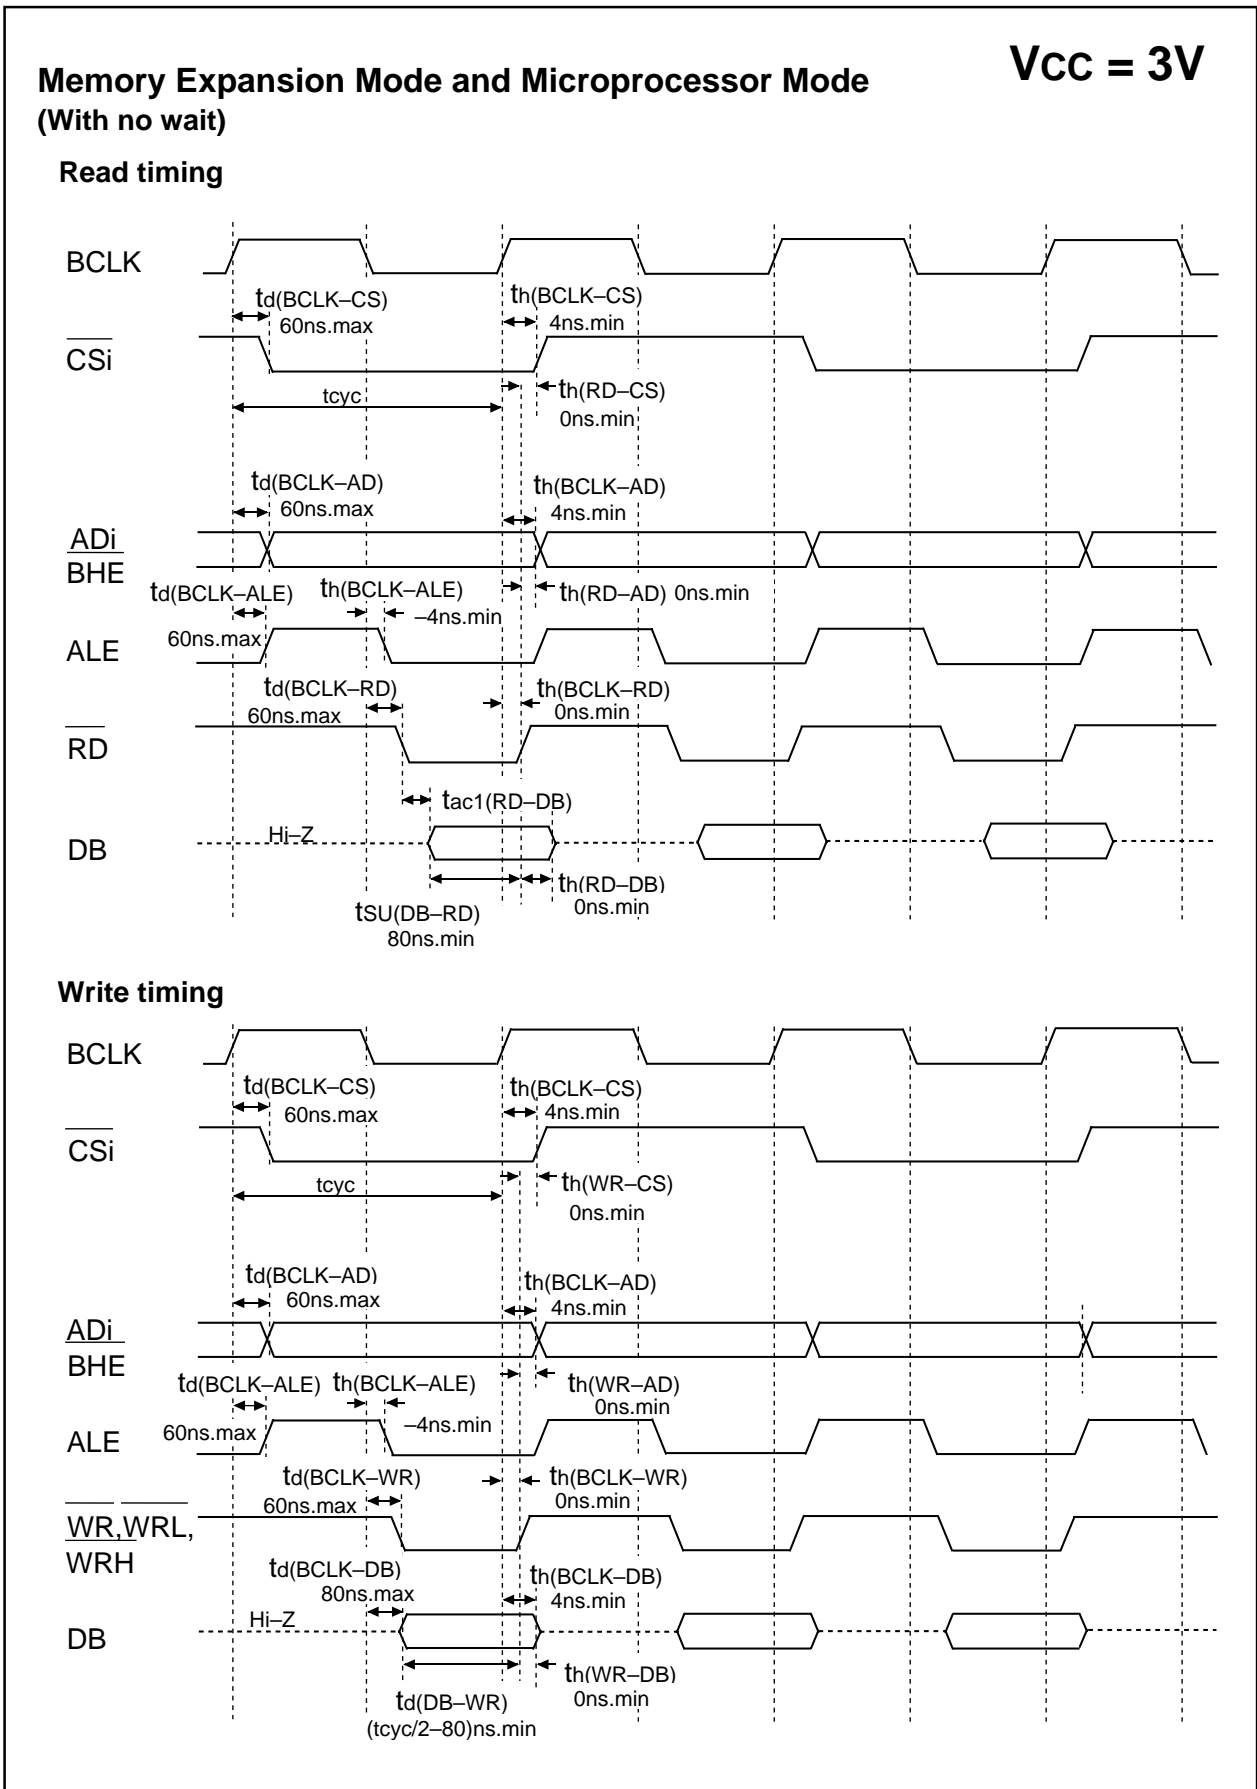 VCC = 3V
Memory Expansion Mode and Microprocessor Mode
(With no wait)
Read timing
BCLK
td(BCLK–CS)
60ns.max
th(BCLK–CS)
4ns.min
CSi
tcyc
th(RD–CS)
0ns.min
td(BCLK–AD)
60ns.max
th(BCLK–AD)
4ns.min
ADi
BHE
td(BCLK–ALE)
60ns.max
th(BCLK–ALE)
–4ns.min
th(RD–AD) 0ns.min
ALE
td(BCLK–RD)
60ns.max
th(BCLK–RD)
0ns.min
RD
tac1(RD–DB)
DB
Hi–Z
th(RD–DB)
0ns.min
tSU(DB–RD)
80ns.min
Write timing
BCLK
td(BCLK–CS)
60ns.max
th(BCLK–CS)
4ns.min
CSi
tcyc
th(WR–CS)
0ns.min
td(BCLK–AD)
60ns.max
th(BCLK–AD)
4ns.min
ADi
BHE
td(BCLK–ALE)
60ns.max
th(BCLK–ALE)
–4ns.min
th(WR–AD)
0ns.min
ALE
td(BCLK–WR)
60ns.max
th(BCLK–WR)
0ns.min
WR,WRL,
WRH
td(BCLK–DB)
80ns.max
th(BCLK–DB)
4ns.min
DB
Hi–Z
th(WR–DB)
0ns.min
td(DB–WR)
(tcyc/2–80)ns.min